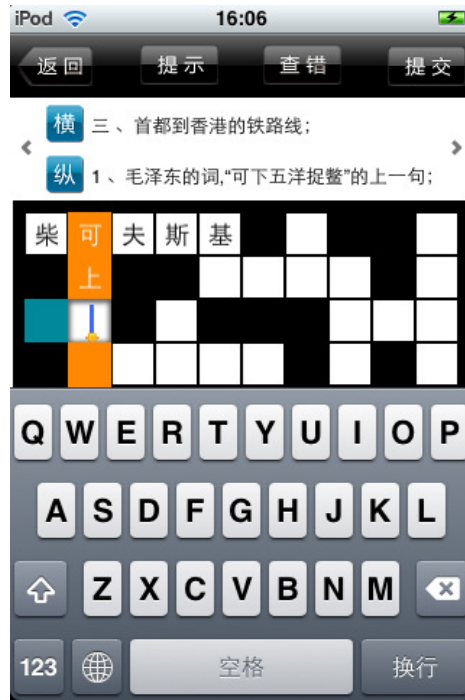 iPod 16:06
返回 提示 查错 提交
横 三、首都到香港的铁路线;
纵 1、毛泽东的词,“可下五洋捉鳖”的上一句;
柴可夫斯基
上
Q W E R T Y U I O P
A S D F G H J K L
Z X C V B N M
123 空格 换行